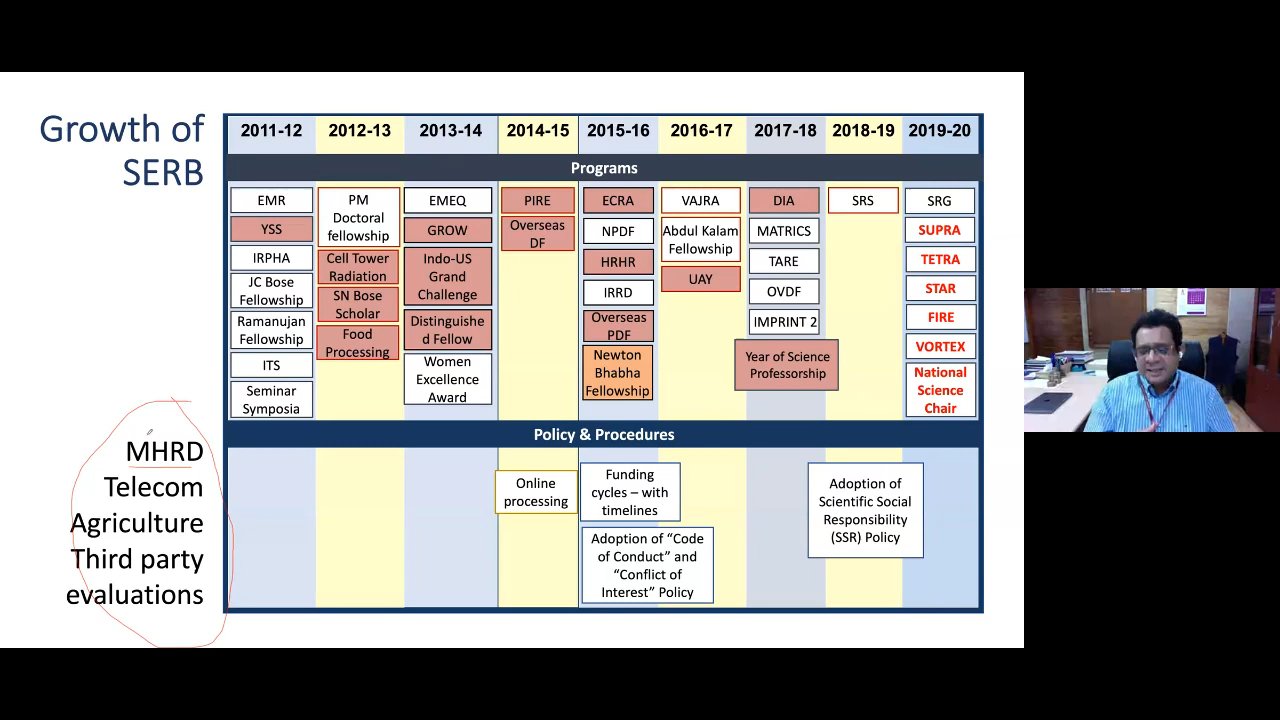 Growth of
SERB
2011-12 2012-13 2013-14 2014-15 2015-16 2016-17 2017-18 2018-19 2019-20
Programs
EMR
YSS
IRPHA
JC Bose
Fellowship
Ramanujan
Fellowship
ITS
Seminar
Symposia
PM
Doctoral
fellowship
Cell Tower
Radiation
SN Bose
Scholar
Food
Processing
EMEQ
GROW
Indo-US
Grand
Challenge
Distinguishe
d Fellow
Women
Excellence
Award
PIRE
Overseas
DF
ECRA
NPDF
HRHR
IRRD
Overseas
PDF
Newton
Bhabha
Fellowship
VAJRA
Abdul Kalam
Fellowship
UAY
DIA
MATRICS
TARE
OVDF
IMPRINT 2
Year of Science
Professorship
SRS
SRG
SUPRA
TETRA
STAR
FIRE
VORTEX
National
Science
Chair
Policy & Procedures
MHRD
Telecom
Agriculture
Third party
evaluations
Online
processing
Funding
cycles – with
timelines
Adoption of “Code
of Conduct” and
“Conflict of
Interest” Policy
Adoption of
Scientific Social
Responsibility
(SSR) Policy